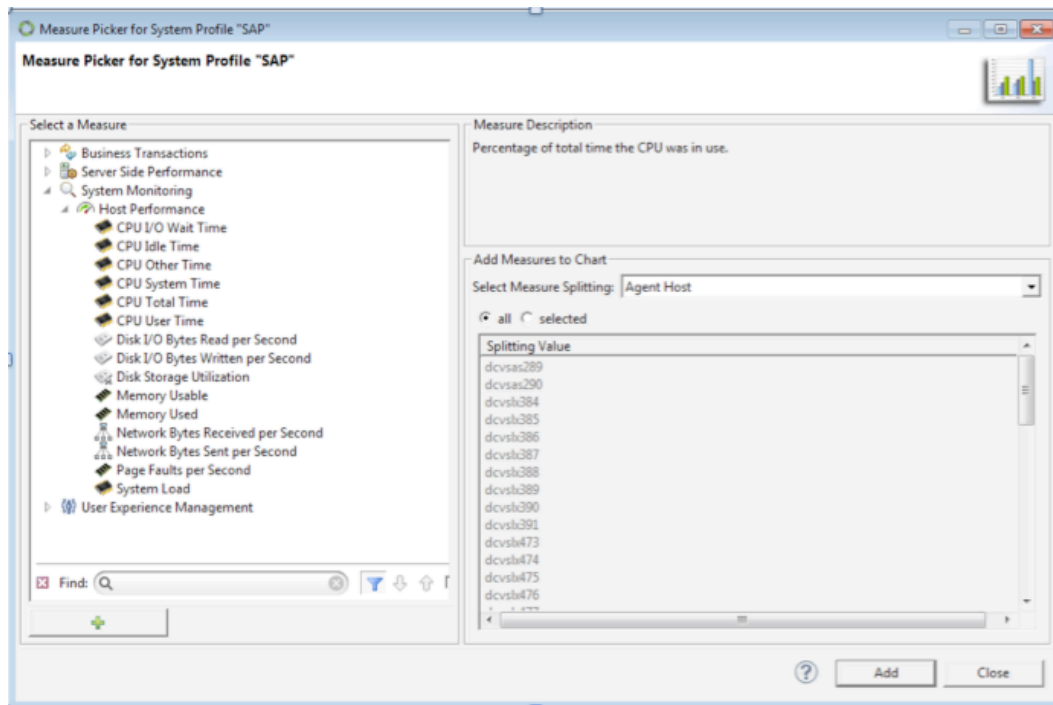 Measure Picker for System Profile "SAP"
Measure Picker for System Profile "SAP"
Select a Measure
Business Transactions
Server Side Performance
System Monitoring
Host Performance
CPU I/O Wait Time
CPU Idle Time
CPU Other Time
CPU System Time
CPU Total Time
CPU User Time
Disk I/O Bytes Read per Second
Disk I/O Bytes Written per Second
Disk Storage Utilization
Memory Usable
Memory Used
Network Bytes Received per Second
Network Bytes Sent per Second
Page Faults per Second
System Load
User Experience Management
Find:
Measure Description
Percentage of total time the CPU was in use.
Add Measures to Chart
Select Measure Splitting: Agent Host
all selected
Splitting Value
dcvsas289
dcvsas290
dcvslx384
dcvslx385
dcvslx386
dcvslx387
dcvslx388
dcvslx389
dcvslx390
dcvslx391
dcvslx473
dcvslx474
dcvslx475
dcvslx476
? Add Close